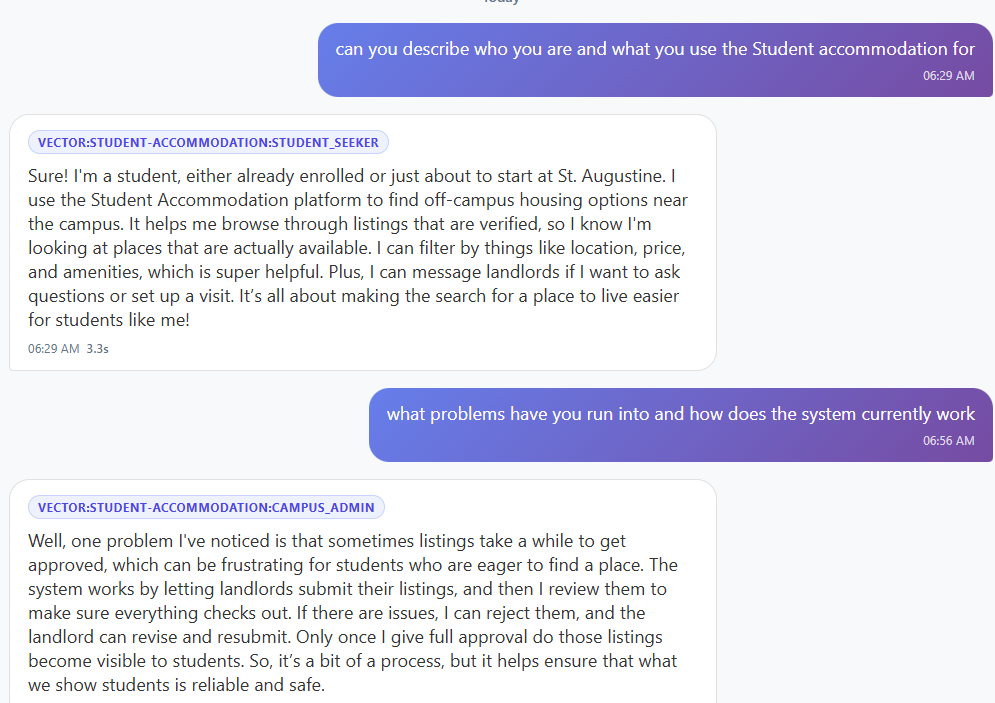 Today
can you describe who you are and what you use the Student accommodation for
06:29 AM
VECTOR:STUDENT-ACCOMMODATION:STUDENT_SEEKER
Sure! I'm a student, either already enrolled or just about to start at St. Augustine. I
use the Student Accommodation platform to find off-campus housing options near
the campus. It helps me browse through listings that are verified, so I know I'm
looking at places that are actually available. I can filter by things like location, price,
and amenities, which is super helpful. Plus, I can message landlords if I want to ask
questions or set up a visit. It’s all about making the search for a place to live easier
for students like me!
06:29 AM 3.3s
what problems have you run into and how does the system currently work
06:56 AM
VECTOR:STUDENT-ACCOMMODATION:CAMPUS_ADMIN
Well, one problem I've noticed is that sometimes listings take a while to get
approved, which can be frustrating for students who are eager to find a place. The
system works by letting landlords submit their listings, and then I review them to
make sure everything checks out. If there are issues, I can reject them, and the
landlord can revise and resubmit. Only once I give full approval do those listings
become visible to students. So, it’s a bit of a process, but it helps ensure that what
we show students is reliable and safe.